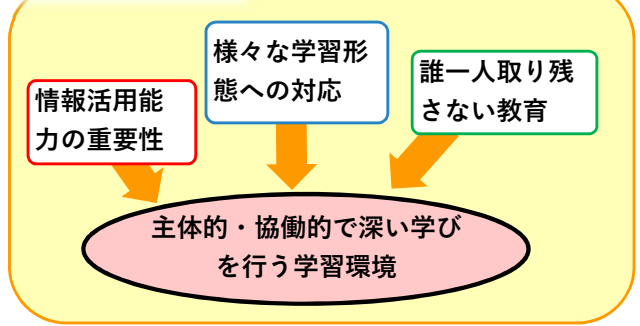 情報活用能
力の重要性
様々な学習形
態への対応
誰一人取り残
さない教育
主体的・協働的で深い学び
を行う学習環境